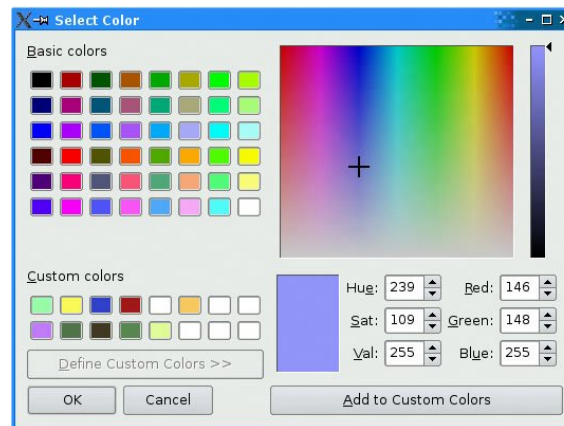 Select Color
Basic colors
Custom colors
Define Custom Colors >>
OK
Cancel
Hue: 239
Red: 146
Sat: 109
Green: 148
Val: 255
Blue: 255
Add to Custom Colors